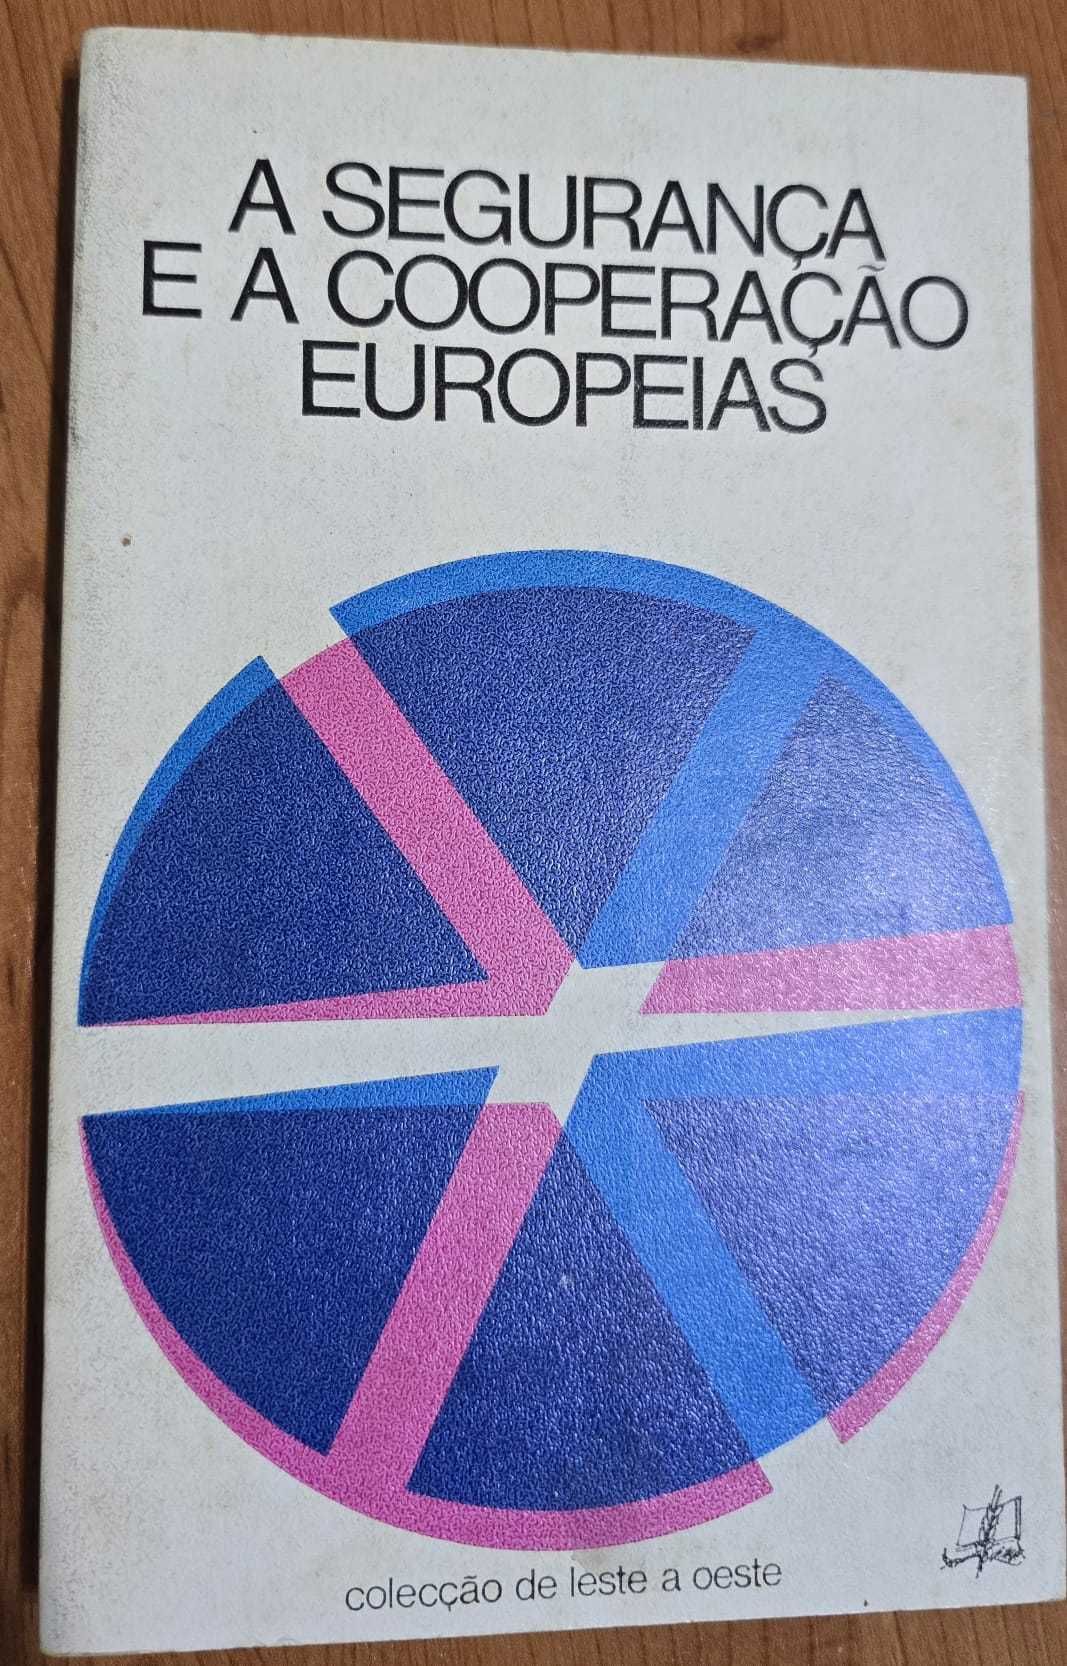 A SEGURANÇA
E A COOPERAÇÃO
EUROPEIAS
colecção de leste a oeste